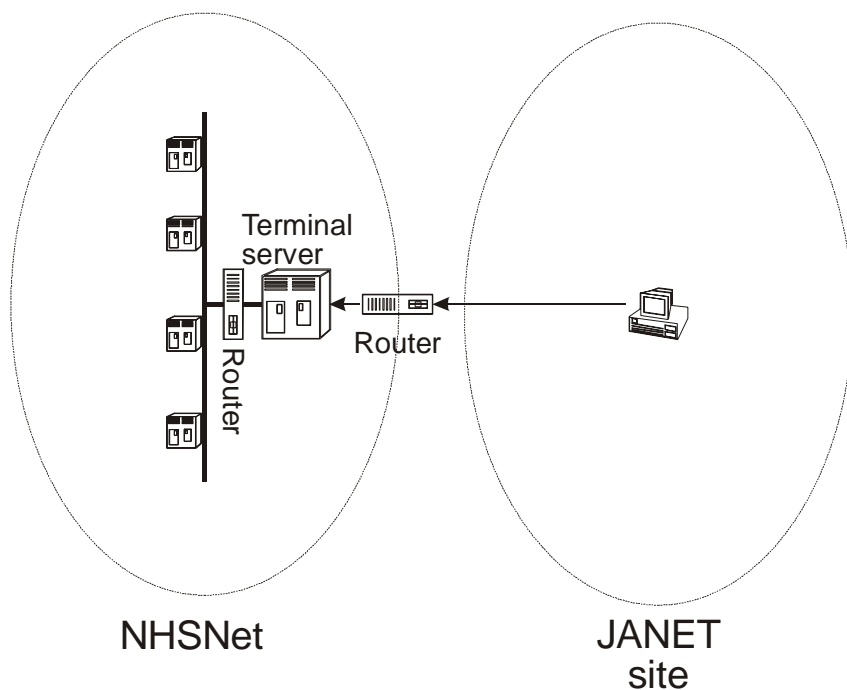 Terminal
server
Router
Router
NHSNet
JANET
site